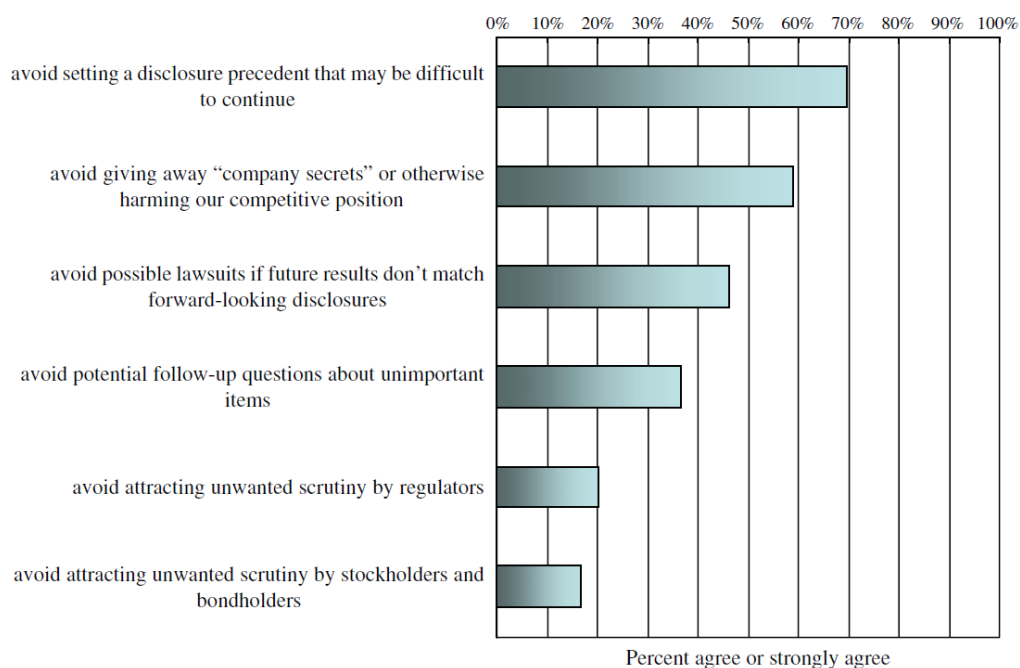 0% 10% 20% 30% 40% 50% 60% 70% 80% 90% 100%
avoid setting a disclosure precedent that may be difficult
to continue
avoid giving away “company secrets” or otherwise
harming our competitive position
avoid possible lawsuits if future results don’t match
forward-looking disclosures
avoid potential follow-up questions about unimportant
items
avoid attracting unwanted scrutiny by regulators
avoid attracting unwanted scrutiny by stockholders and
bondholders
Percent agree or strongly agree